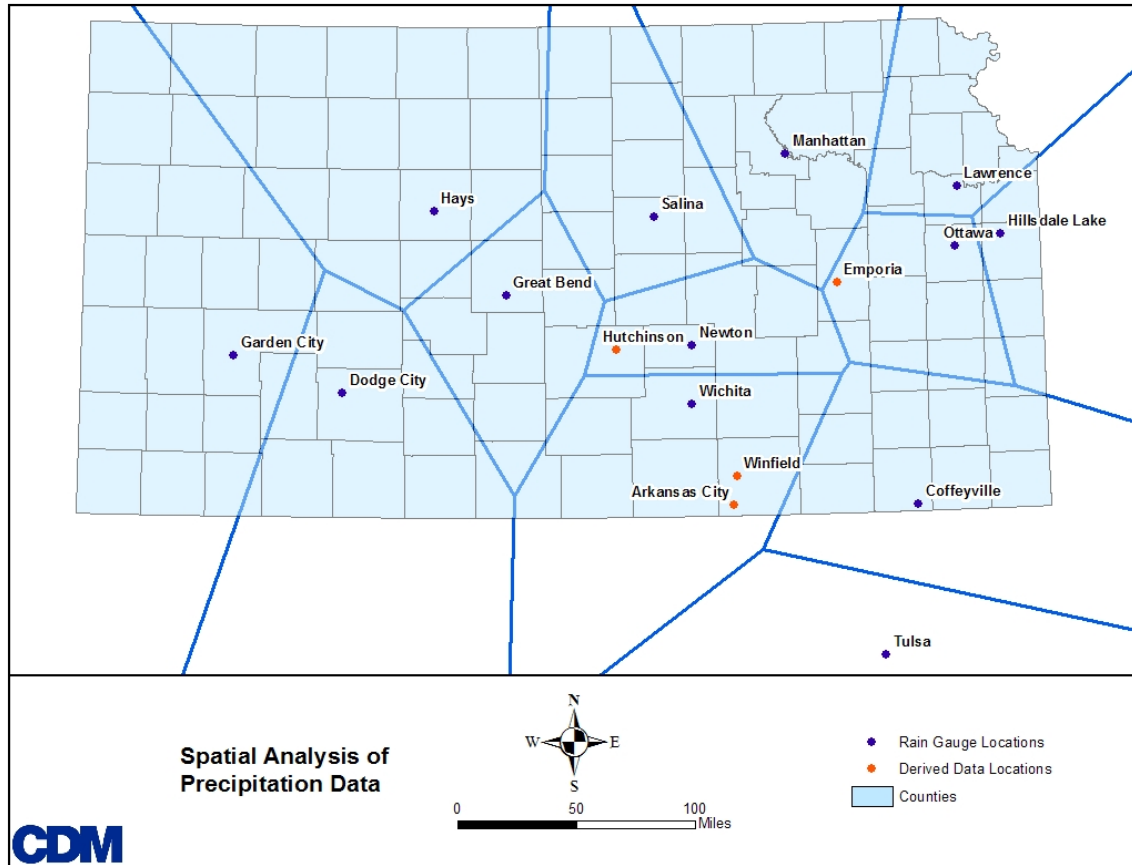 Manhattan
Lawrence
Hays
Salina
Hillsdale Lake
Ottawa
Emporia
Great Bend
Hutchinson
Newton
Garden City
Dodge City
Wichita
Winfield
Arkansas City
Coffeyville
Tulsa
Spatial Analysis of
Precipitation Data
N
W
E
S
0
50
100
Miles
Rain Gauge Locations
Derived Data Locations
Counties
CDM